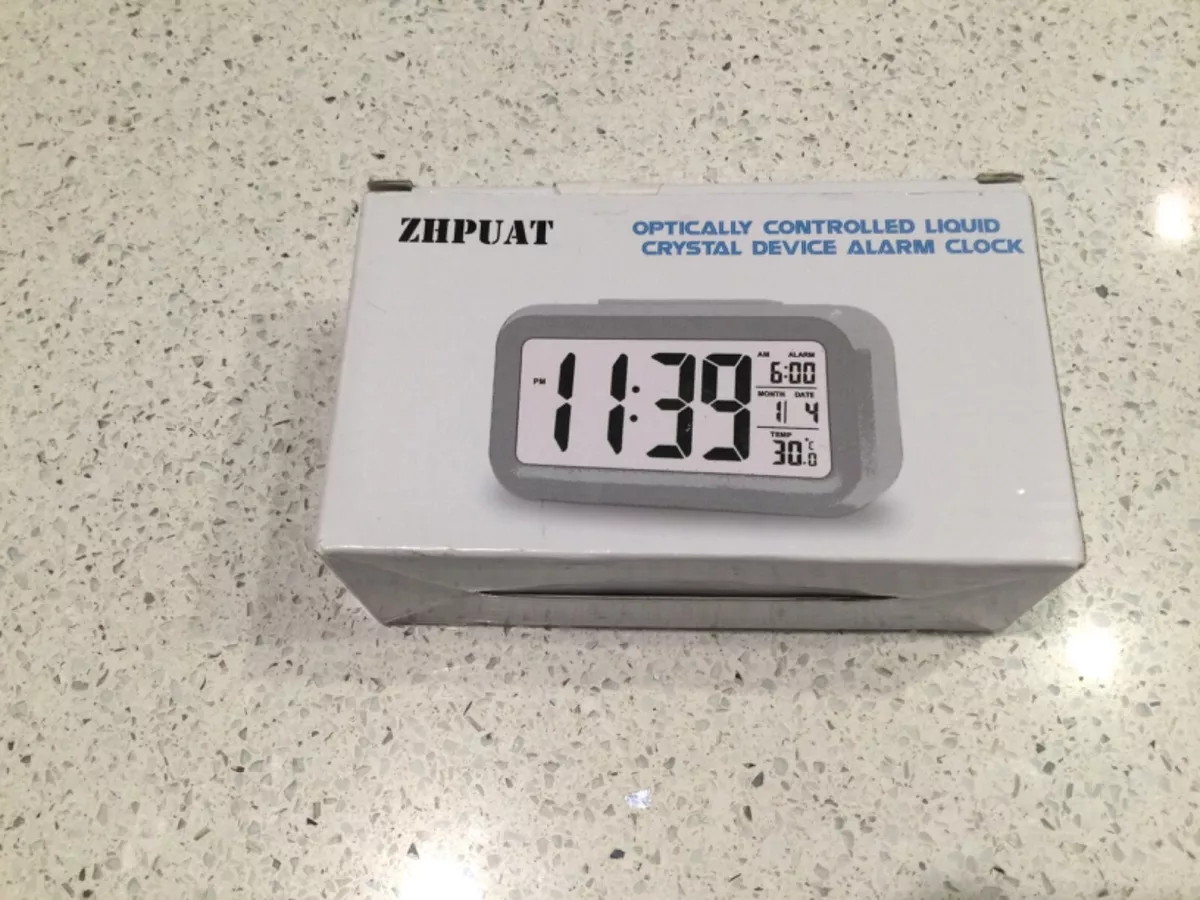 ZHPUAT
OPTICALLY CONTROLLED LIQUID
CRYSTAL DEVICE ALARM CLOCK
PM 11:39
AM ALARM
6:00
MONTH DATE
11 4
TEMP
30.0 °C